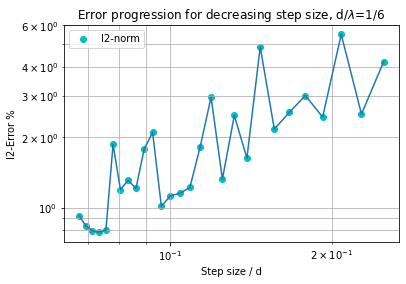 Error progression for decreasing step size, d/λ=1/6
l2-norm
6 × 10⁰
4 × 10⁰
3 × 10⁰
2 × 10⁰
10⁰
l2-Error %
10⁻¹
2 × 10⁻¹
Step size / d